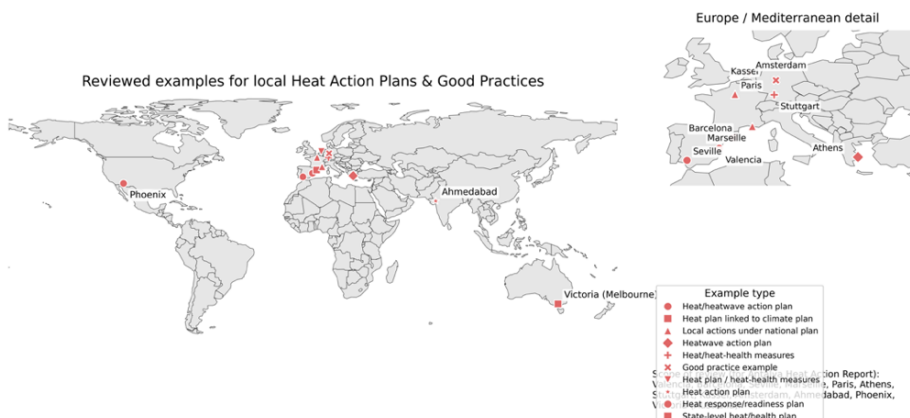 Europe / Mediterranean detail
Reviewed examples for local Heat Action Plans & Good Practices
Amsterdam
Kassel
Paris
Stuttgart
Barcelona
Marseille
Seville
Valencia
Athens
Phoenix
Ahmedabad
Victoria (Melbourne)
Example type
Heat/heatwave action plan
Heat plan linked to climate plan
Local actions under national plan
Heatwave action plan
Heat/heat-health measures
Good practice example
Heat plan / heat-health measures
Heat action plan
Heat response/readiness plan
State-level heat/health plan
Heat Action Report):
Seville, Marseille, Paris, Athens,
Amsterdam, Ahmedabad, Phoenix,